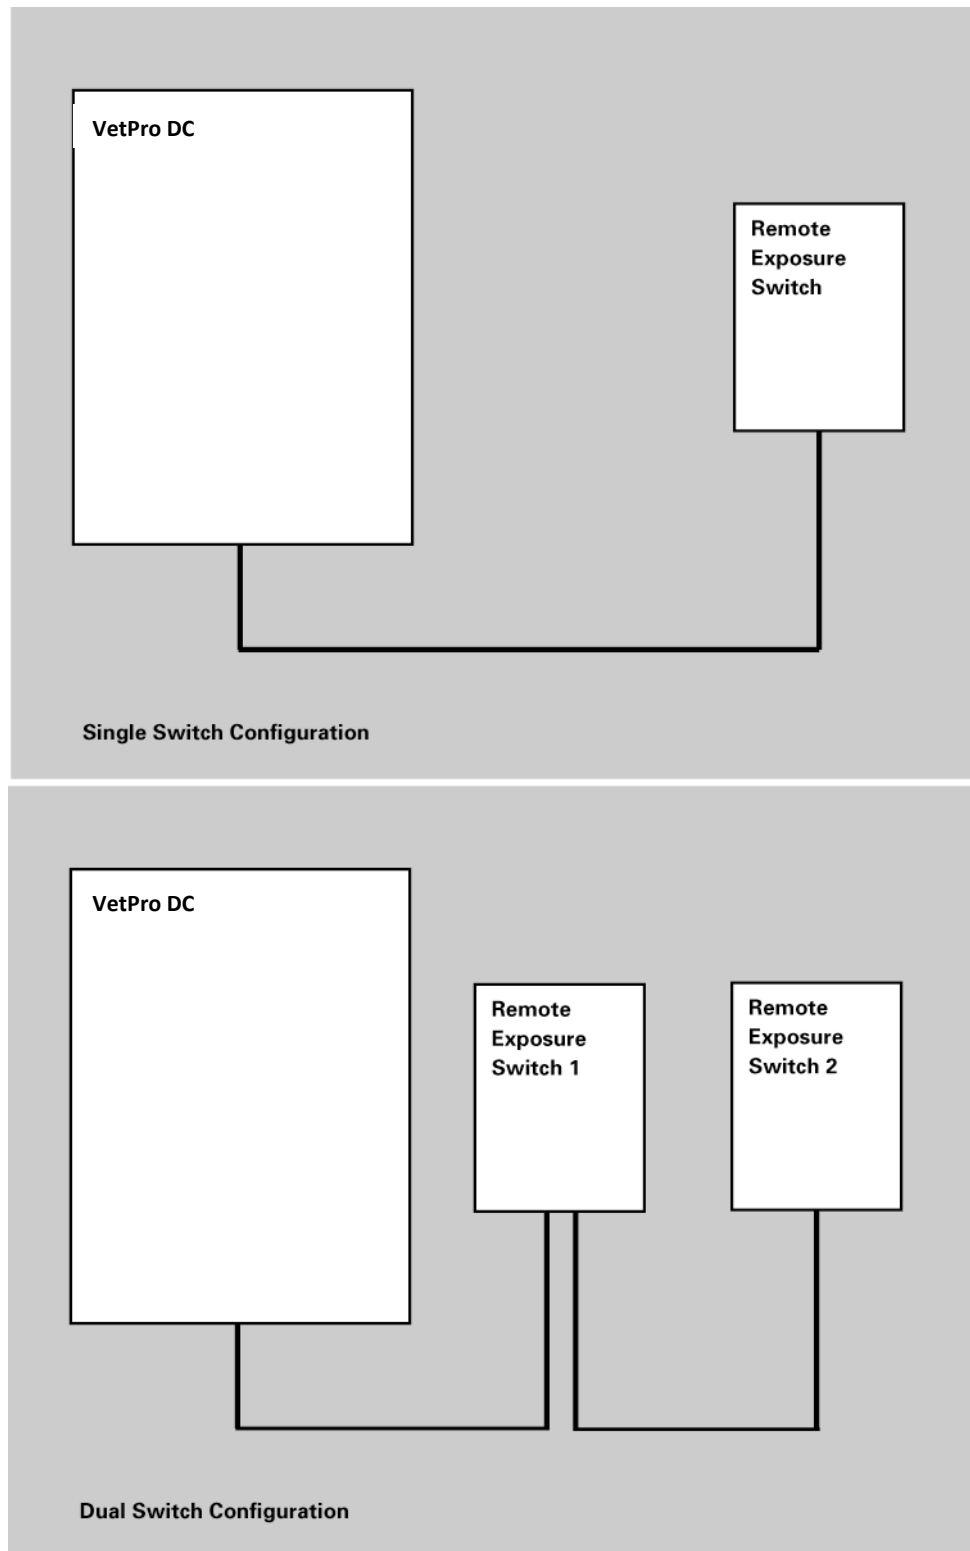 VetPro DC
Remote
Exposure
Switch
Single Switch Configuration
VetPro DC
Remote
Exposure
Switch 1
Remote
Exposure
Switch 2
Dual Switch Configuration